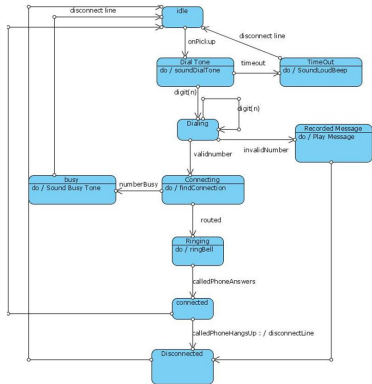 disconnect line
idle
disconnect line
onPickup
Dial Tone
do / soundDialTone
timeout
TimeOut
do / SoundLoudBeep
digit(n)
digit(n)
Dialing
Recorded Message
do / Play Message
validnumber
invalidNumber
busy
do / Sound Busy Tone
numberBusy
Connecting
do / findConnection
routed
Ringing
do / ringBell
calledPhoneAnswers
connected
calledPhoneHangsUp : / disconnectLine
Disconnected